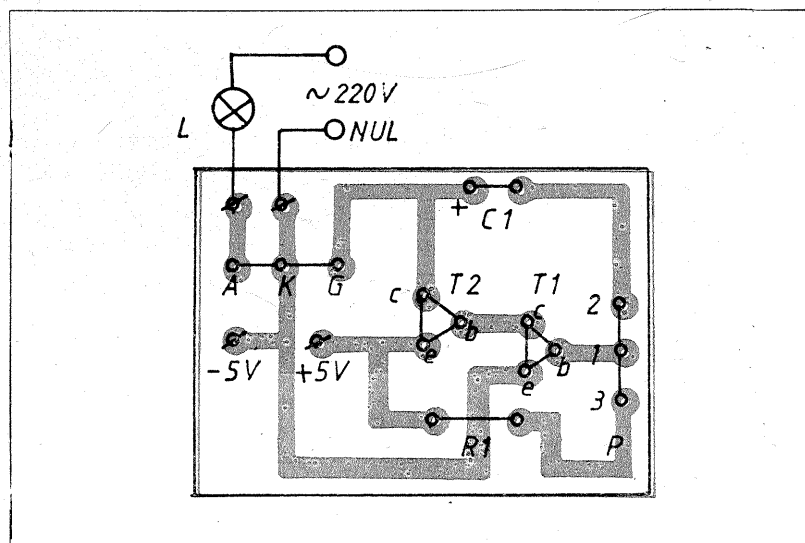 ~220V
L
NUL
+ C1
A K G
c T2 T1
c 2
b 1
e b
-5V +5V e 3
R1 P